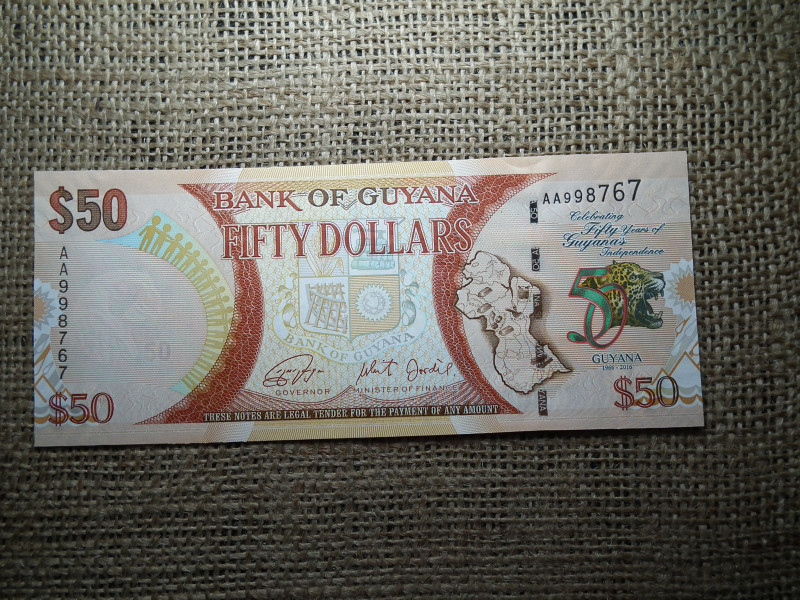 $50
BANK OF GUYANA
AA998767
FIFTY DOLLARS
Celebrating
Fifty Years of
Guyana's
Independence
AA998767
50
BANK OF GUYANA
GUYANA
1966 - 2016
GOVERNOR
MINISTER OF FINANCE
$50
$50
THESE NOTES ARE LEGAL TENDER FOR THE PAYMENT OF ANY AMOUNT